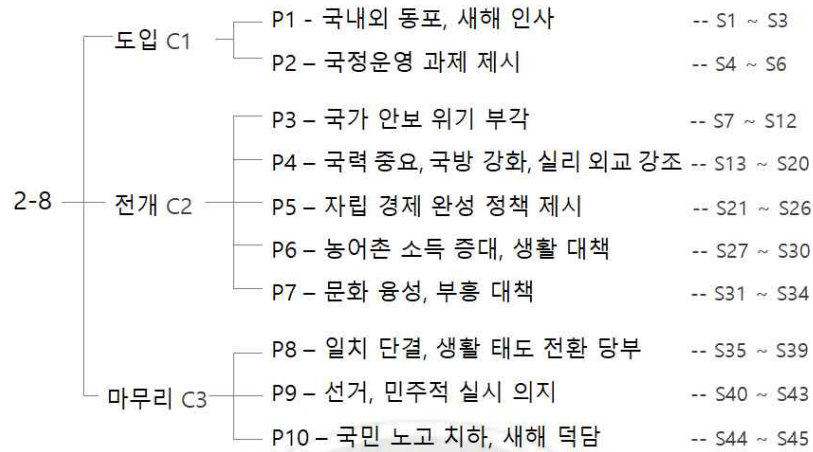 P1 - 국내외 동포, 새해 인사 -- S1 ~ S3
도입 C1
P2 – 국정운영 과제 제시 -- S4 ~ S6
P3 – 국가 안보 위기 부각 -- S7 ~ S12
P4 – 국력 중요, 국방 강화, 실리 외교 강조 -- S13 ~ S20
2-8 전개 C2 P5 – 자립 경제 완성 정책 제시 -- S21 ~ S26
P6 – 농어촌 소득 증대, 생활 대책 -- S27 ~ S30
P7 – 문화 융성, 부흥 대책 -- S31 ~ S34
P8 – 일치 단결, 생활 태도 전환 당부 -- S35 ~ S39
마무리 C3 P9 – 선거, 민주적 실시 의지 -- S40 ~ S43
P10 – 국민 노고 치하, 새해 덕담 -- S44 ~ S45